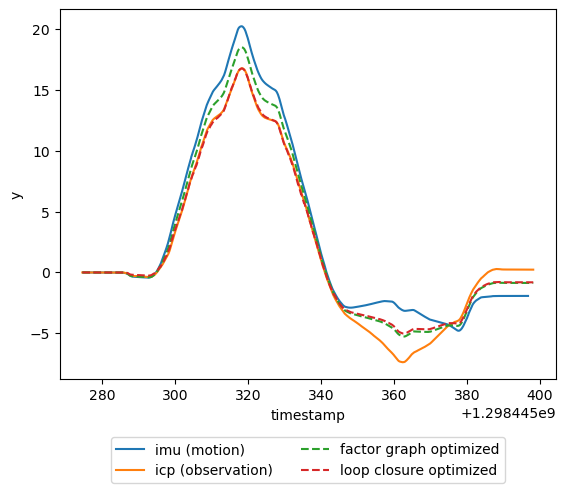 20
15
10
5
0
−5
y
280
300
320
340
360
380
400
timestamp
+1.298445e9
imu (motion)
icp (observation)
factor graph optimized
loop closure optimized